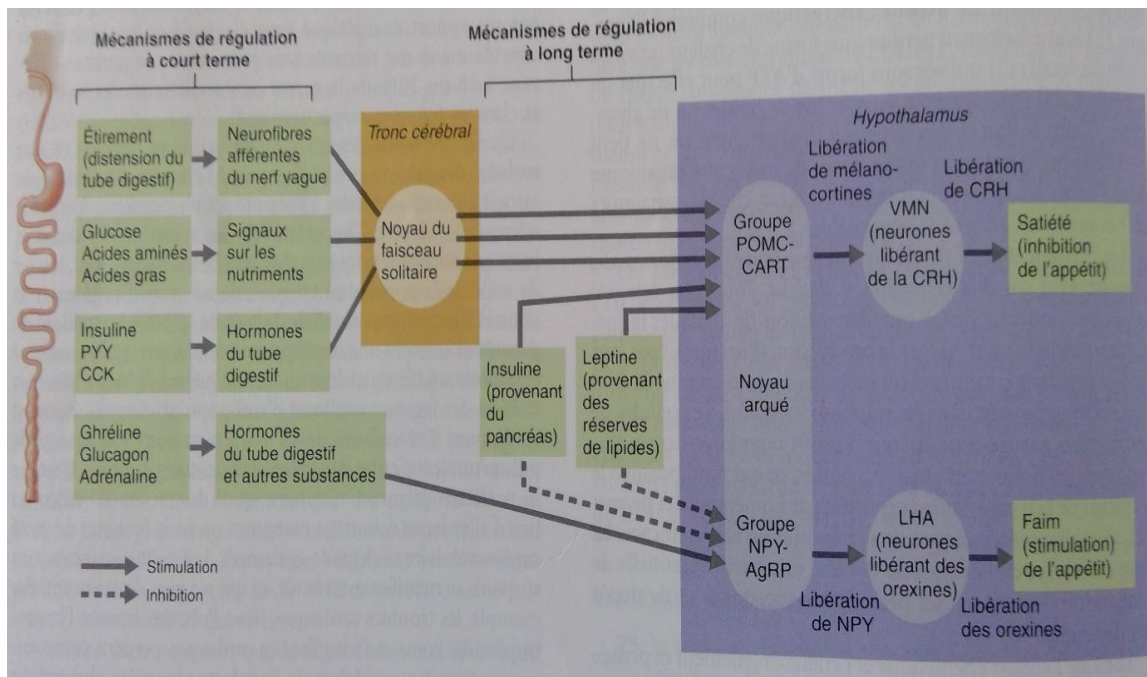 Mécanismes de régulation
à court terme
Mécanismes de régulation
à long terme
Étirement
(distension du
tube digestif)
Neurofibres
afférentes
du nerf vague
Glucose
Acides aminés
Acides gras
Signaux
sur les
nutriments
Insuline
PYY
CCK
Hormones
du tube
digestif
Ghréline
Glucagon
Adrénaline
Hormones
du tube digestif
et autres substances
Tronc cérébral
Noyau du
faisceau
solitaire
Insuline
(provenant
du
pancréas)
Leptine
(provenant
des
réserves
de lipides)
Hypothalamus
Libération
de mélano-
cortines
Libération
de CRH
Groupe
POMC-
CART
VMN
(neurones
libérant
de la CRH)
Satiété
(inhibition
de l'appétit)
Noyau
arqué
Groupe
NPY-
AgRP
LHA
(neurones
libérant des
orexines)
Faim
(stimulation
de l'appétit)
Libération
de NPY
Libération
des orexines
Stimulation
Inhibition